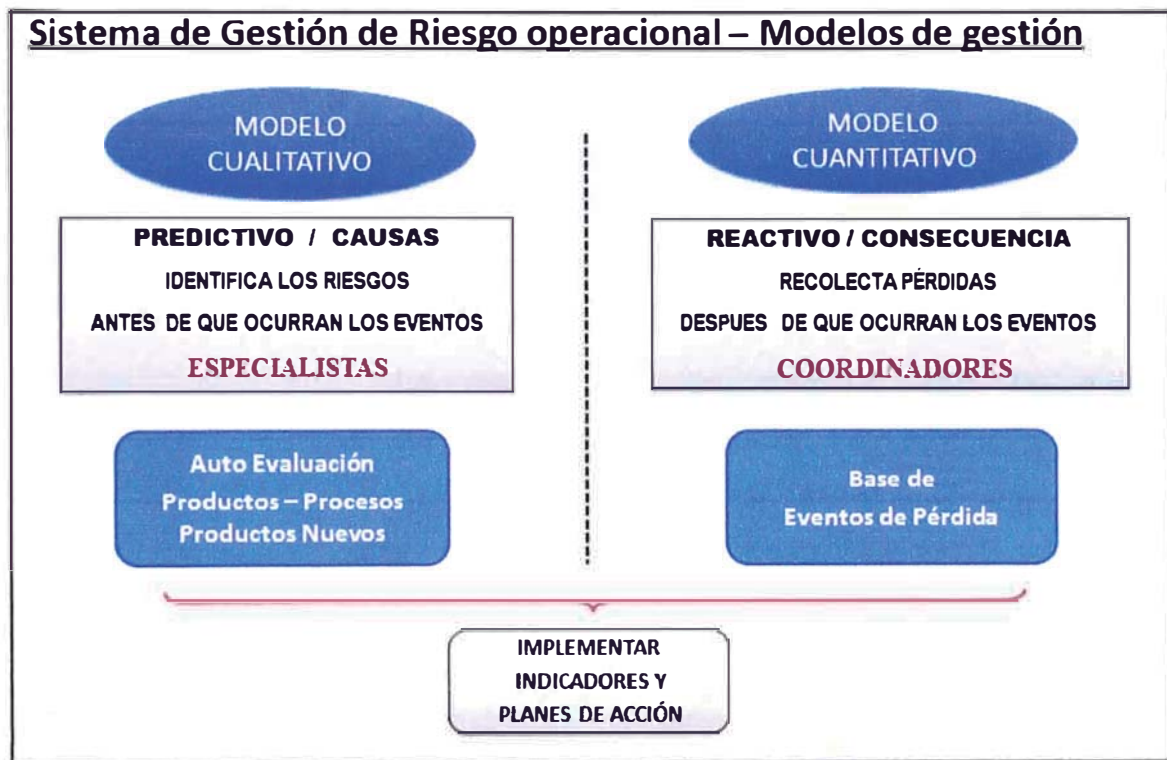 Sistema de Gestión de Riesgo operacional – Modelos de gestión
MODELO
CUALITATIVO
PREDICTIVO / CAUSAS
IDENTIFICA LOS RIESGOS
ANTES DE QUE OCURRAN LOS EVENTOS
ESPECIALISTAS
Auto Evaluación
Productos – Procesos
Productos Nuevos
MODELO
CUANTITATIVO
REACTIVO / CONSECUENCIA
RECOLECTA PÉRDIDAS
DESPUES DE QUE OCURRAN LOS EVENTOS
COORDINADORES
Base de
Eventos de Pérdida
IMPLEMENTAR
INDICADORES Y
PLANES DE ACCIÓN